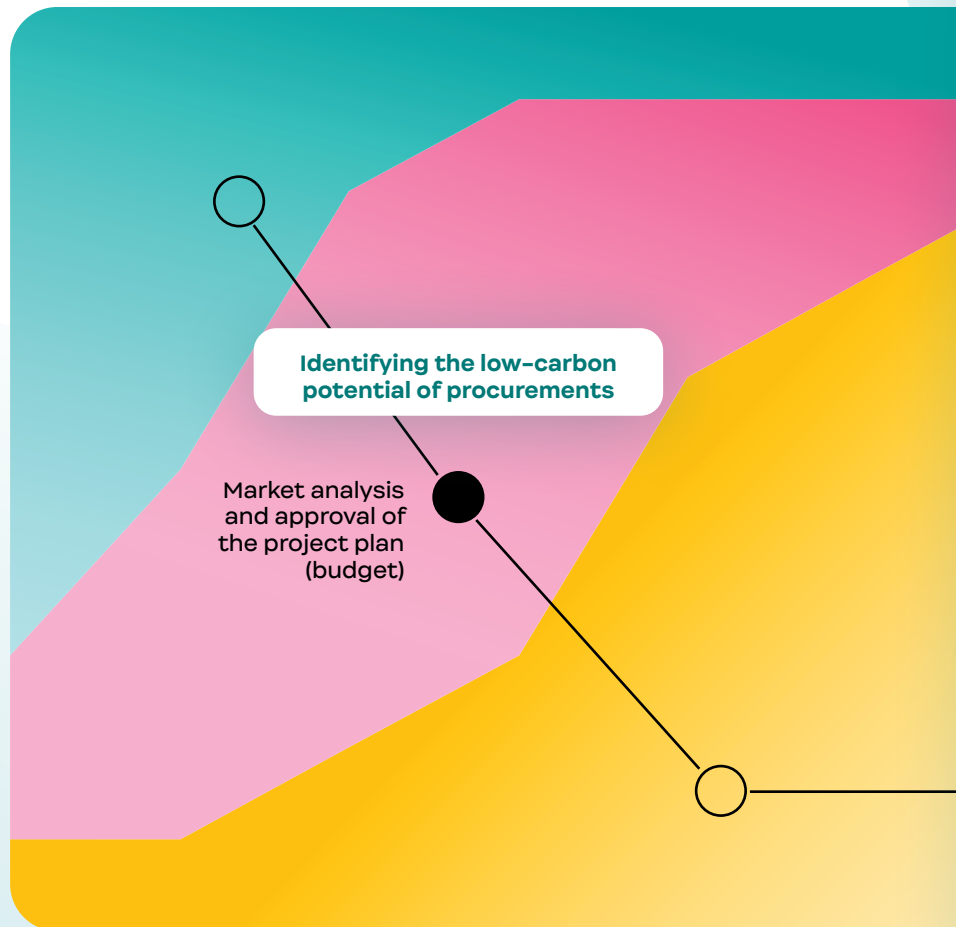 Identifying the low-carbon
potential of procurements
Market analysis
and approval of
the project plan
(budget)